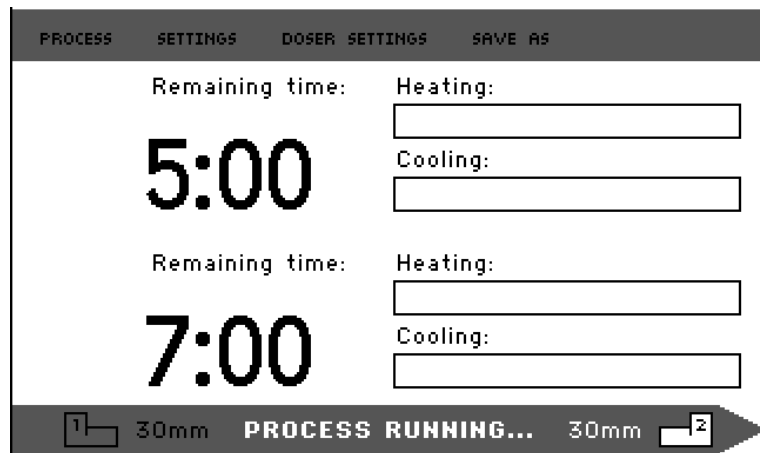 PROCESS SETTINGS DOSER SETTINGS SAVE AS
Remaining time: Heating:
5:00
Cooling:
Remaining time: Heating:
7:00
Cooling:
1 30mm PROCESS RUNNING... 30mm 2